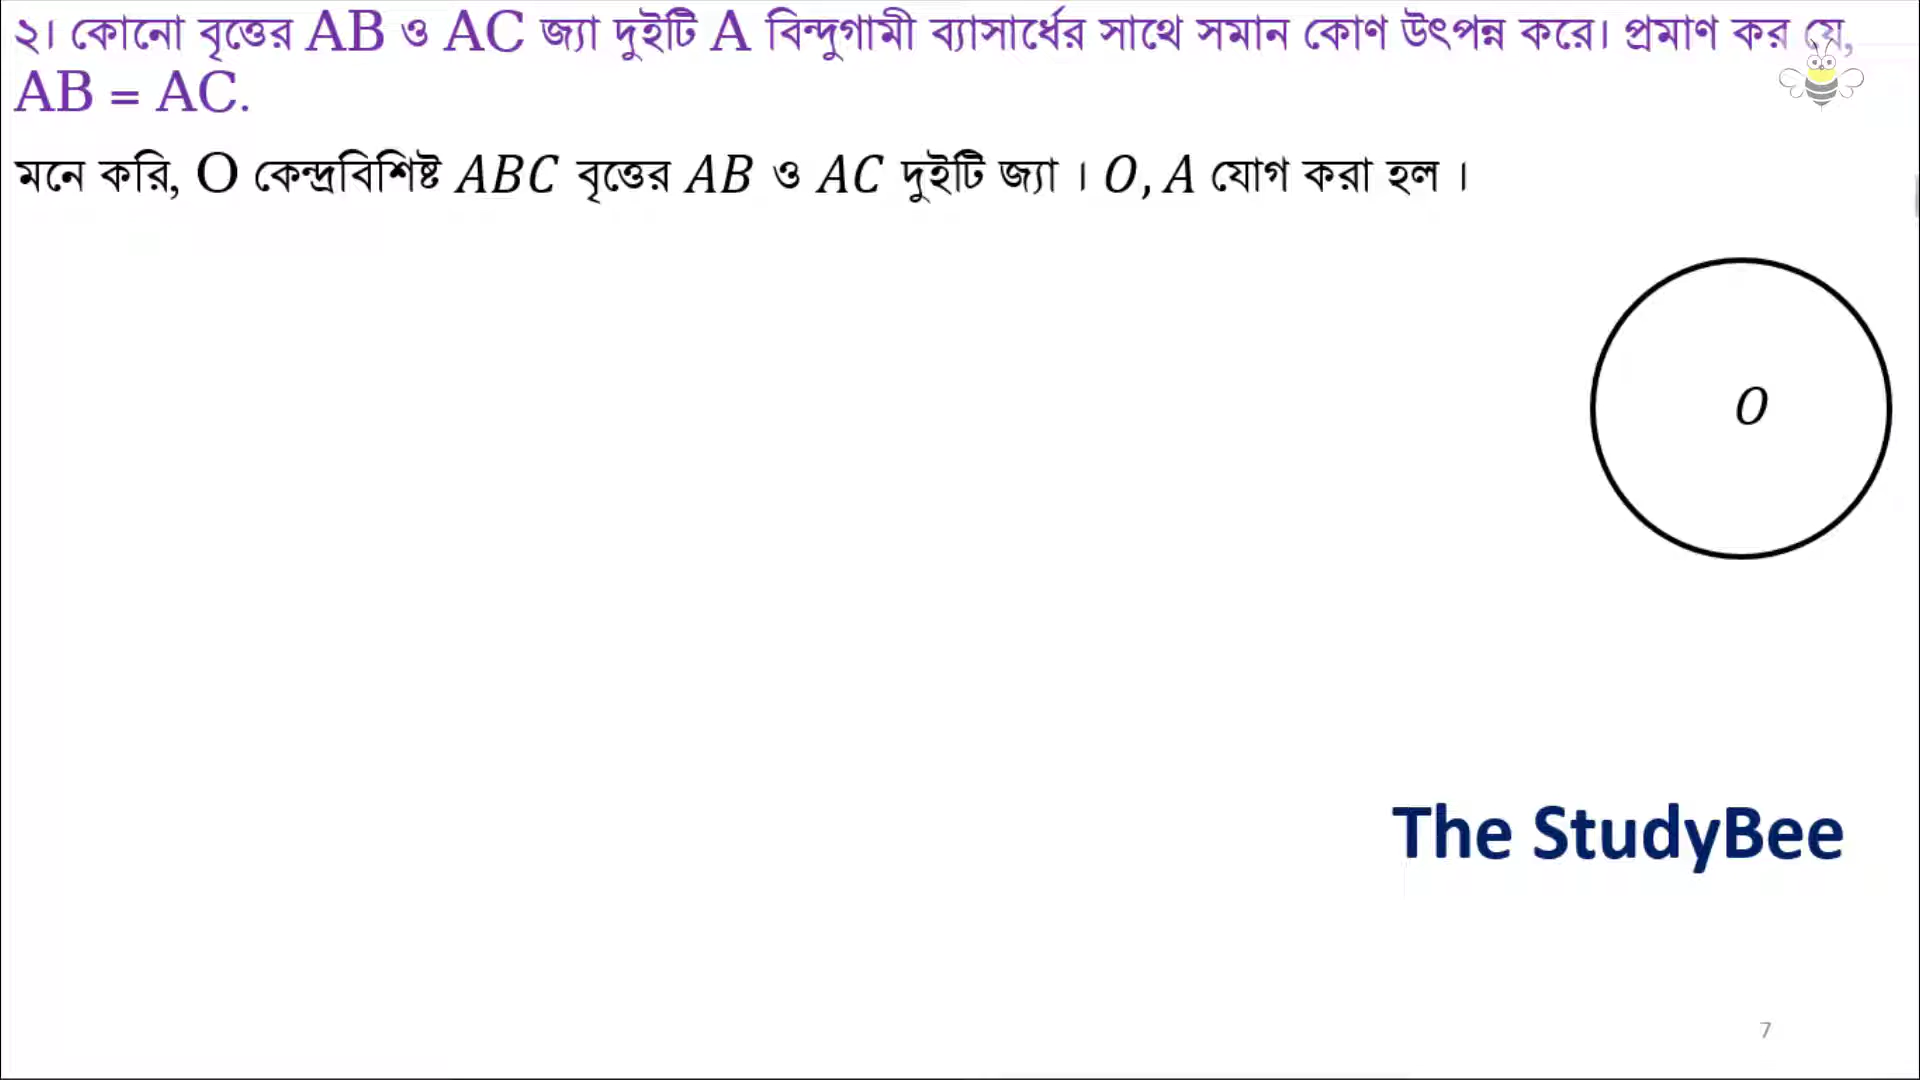 ২। কোনো বৃত্তের AB ও AC জ্যা দুইটি A বিন্দুগামী ব্যাসার্ধের সাথে সমান কোণ উৎপন্ন করে। প্রমাণ কর যে,
AB = AC.
মনে করি, O কেন্দ্রবিশিষ্ট ABC বৃত্তের AB ও AC দুইটি জ্যা । O, A যোগ করা হল ।
O
The StudyBee
7